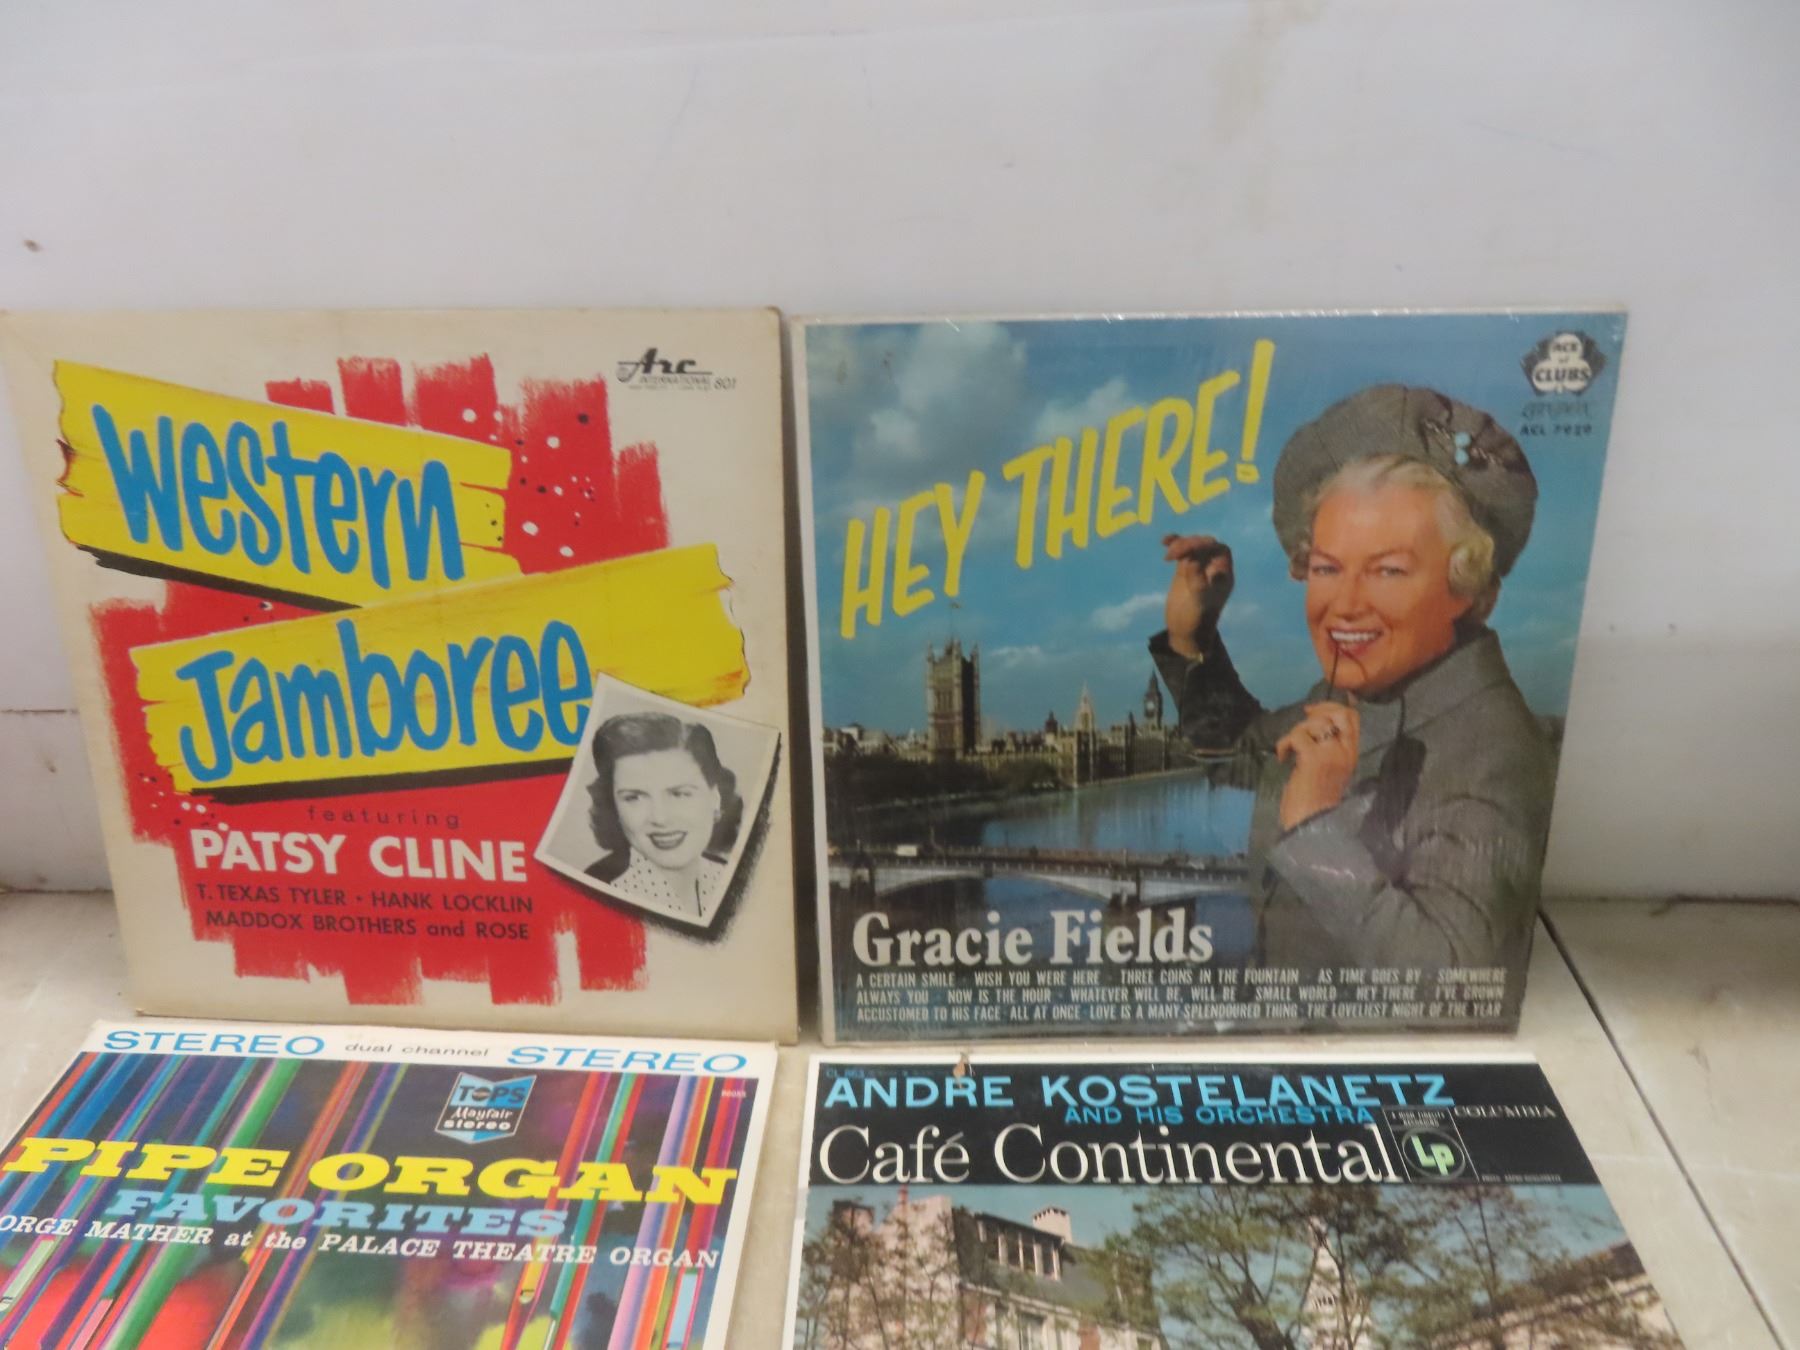 Arc
INTERNATIONAL
801
Western
Jamboree
featuring
PATSY CLINE
T. TEXAS TYLER • HANK LOCKLIN
MADDOX BROTHERS and ROSE
ACE
of
CLUBS
HEY THERE!
Gracie Fields
A CERTAIN SMILE · WISH YOU WERE HERE · THREE COINS IN THE FOUNTAIN · AS TIME GOES BY · SOMEWHERE
ALWAYS YOU · NOW IS THE HOUR · WHATEVER WILL BE, WILL BE · SMALL WORLD · HEY THERE · I'VE GROWN
ACCUSTOMED TO HIS FACE · ALL AT ONCE · LOVE IS A MANY SPLENDOURED THING · THE LOVELIEST NIGHT OF THE YEAR
STEREO dual channel STEREO
TOPS
Mayfair
stereo
PIPE ORGAN
FAVORITES
ORGE MATHER at the PALACE THEATRE ORGAN
CL 863
ANDRE KOSTELANETZ
AND HIS ORCHESTRA
COLUMBIA
Café Continental
LP